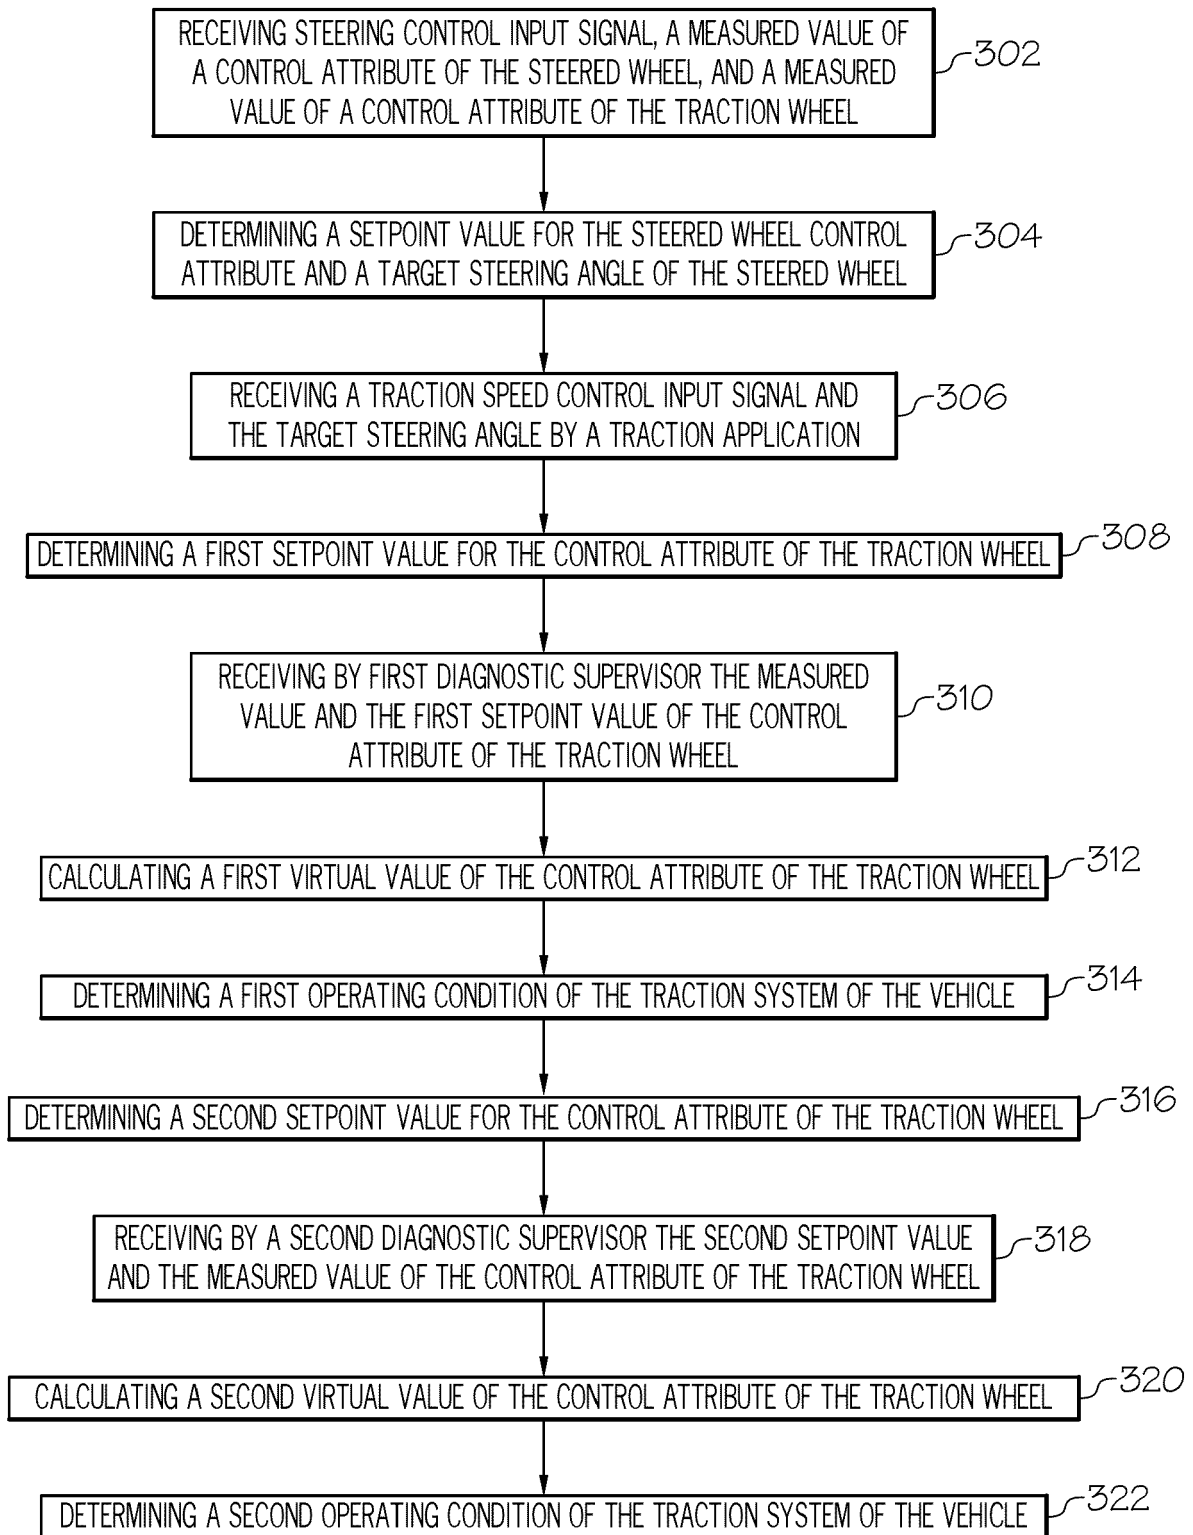 RECEIVING STEERING CONTROL INPUT SIGNAL, A MEASURED VALUE OF
A CONTROL ATTRIBUTE OF THE STEERED WHEEL, AND A MEASURED
VALUE OF A CONTROL ATTRIBUTE OF THE TRACTION WHEEL
302
DETERMINING A SETPOINT VALUE FOR THE STEERED WHEEL CONTROL
ATTRIBUTE AND A TARGET STEERING ANGLE OF THE STEERED WHEEL
304
RECEIVING A TRACTION SPEED CONTROL INPUT SIGNAL AND
THE TARGET STEERING ANGLE BY A TRACTION APPLICATION
306
DETERMINING A FIRST SETPOINT VALUE FOR THE CONTROL ATTRIBUTE OF THE TRACTION WHEEL
308
RECEIVING BY FIRST DIAGNOSTIC SUPERVISOR THE MEASURED
VALUE AND THE FIRST SETPOINT VALUE OF THE CONTROL
ATTRIBUTE OF THE TRACTION WHEEL
310
CALCULATING A FIRST VIRTUAL VALUE OF THE CONTROL ATTRIBUTE OF THE TRACTION WHEEL
312
DETERMINING A FIRST OPERATING CONDITION OF THE TRACTION SYSTEM OF THE VEHICLE
314
DETERMINING A SECOND SETPOINT VALUE FOR THE CONTROL ATTRIBUTE OF THE TRACTION WHEEL
316
RECEIVING BY A SECOND DIAGNOSTIC SUPERVISOR THE SECOND SETPOINT VALUE
AND THE MEASURED VALUE OF THE CONTROL ATTRIBUTE OF THE TRACTION WHEEL
318
CALCULATING A SECOND VIRTUAL VALUE OF THE CONTROL ATTRIBUTE OF THE TRACTION WHEEL
320
DETERMINING A SECOND OPERATING CONDITION OF THE TRACTION SYSTEM OF THE VEHICLE
322